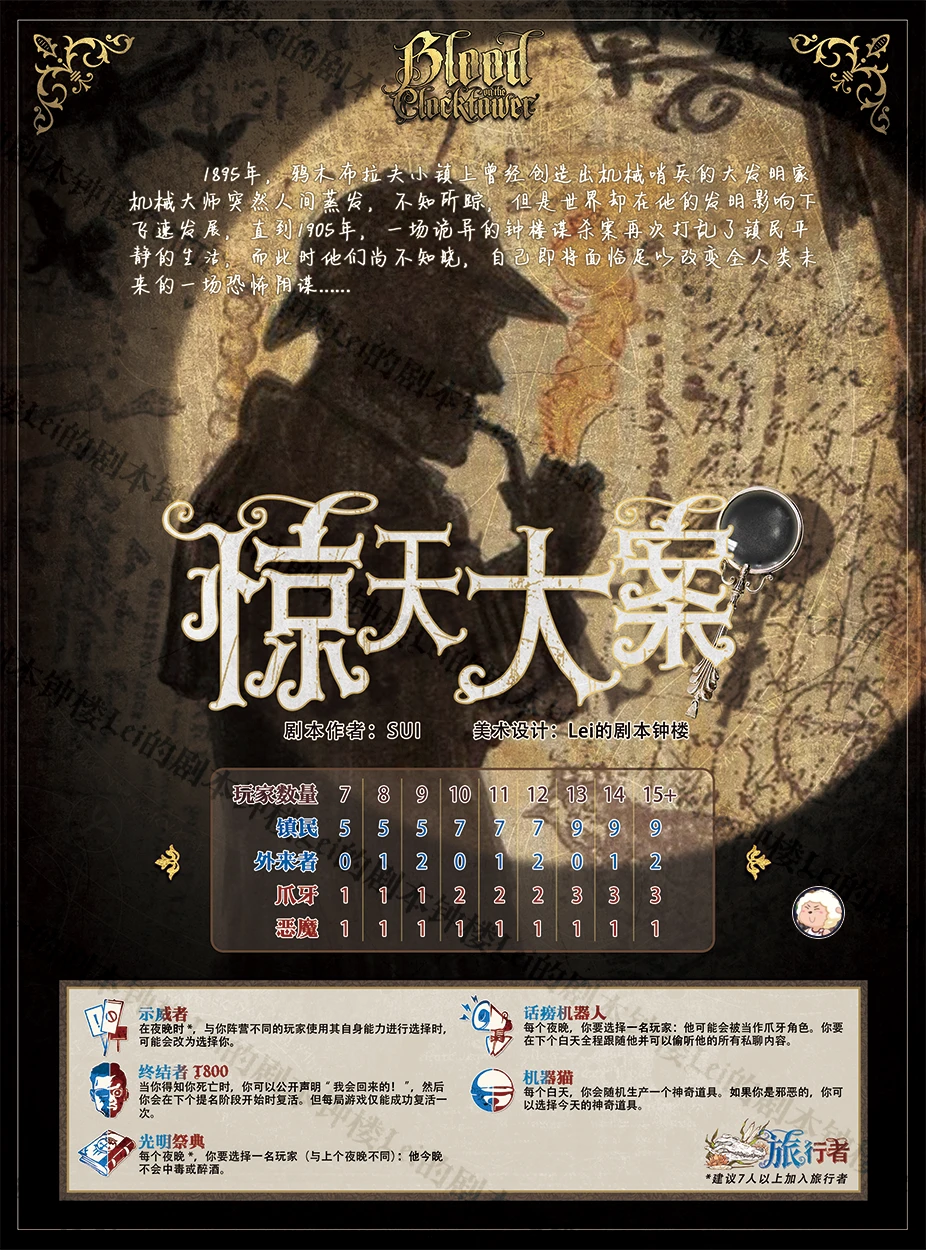 Blood
on the
Clocktower
1895年，鸦木布拉夫小镇上曾经创造出机械哨兵的大发明家
机械大师突然人间蒸发，不知所踪，但是世界却在他的发明影响下
飞速发展，直到1905年，一场诡异的钟楼谋杀案再次打乱了镇民平
静的生活，而此时他们尚不知晓，自己即将面临足以改变全人类未
来的一场恐怖阴谋......
惊天大案
剧本作者：SUI 美术设计：Lei的剧本钟楼
玩家数量 7 8 9 10 11 12 13 14 15+
镇民 5 5 5 7 7 7 9 9 9
外来者 0 1 2 0 1 2 0 1 2
爪牙 1 1 1 2 2 2 3 3 3
恶魔 1 1 1 1 1 1 1 1 1
示威者
在夜晚时*，与你阵营不同的玩家使用其自身能力进行选择时，
可能会改为选择你。
终结者 T800
当你得知你死亡时，你可以公开声明“我会回来的！”，然后
你会在下个提名阶段开始时复活。但每局游戏仅能成功复活一
次。
光明祭典
每个夜晚*，你要选择一名玩家（与上个夜晚不同）：他今晚
不会中毒或醉酒。
话痨机器人
每个夜晚，你要选择一名玩家：他可能会被当作爪牙角色。你要
在下个白天全程跟随他并可以偷听他的所有私聊内容。
机器猫
每个白天，你会随机生产一个神奇道具。如果你是邪恶的，你可
以选择今天的神奇道具。
旅行者
*建议7人以上加入旅行者